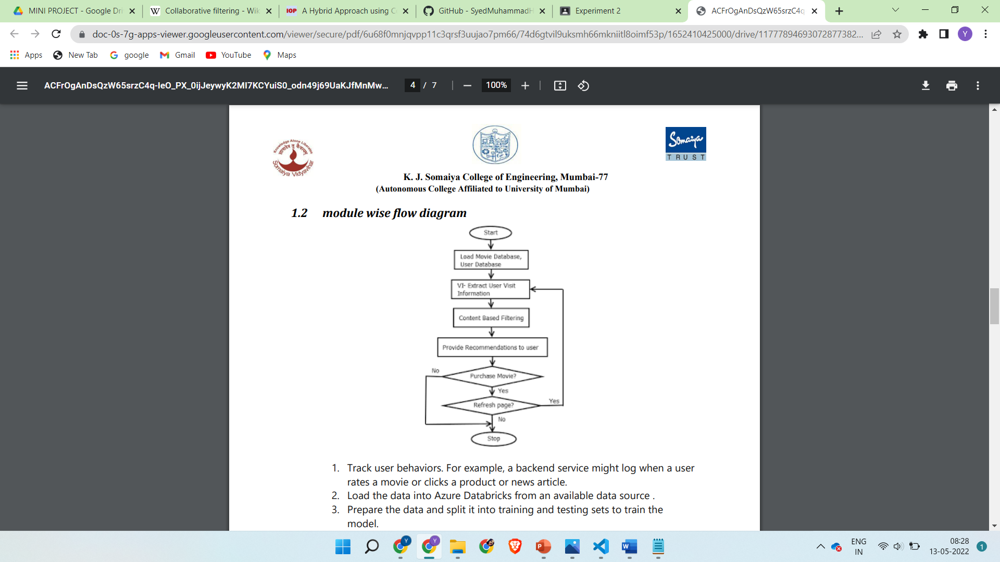 MINI PROJECT - Google Dri
Collaborative filtering - Wik
IOP A Hybrid Approach using C
GitHub - SyedMuhammadH
Experiment 2
ACFrOgAnDsQzW65srzC4q
doc-0s-7g-apps-viewer.googleusercontent.com/viewer/secure/pdf/6u68f0mnjqvpp11c3qrsf3uujao7pm66/74d6gtvil9uksmh66mkniitl8oimf53p/1652410425000/drive/11777894693072877382...
Y
Apps
New Tab
google
Gmail
YouTube
Maps
ACFrOgAnDsQzW65srzC4q-IeO_PX_0ijJeywyK2MI7KCYuiS0_odn49j69UaKJfMnMw...
4 / 7
100%
Knowledge Alone Liberates
Somaiya Vidyavihar
Somaiya
TRUST
K. J. Somaiya College of Engineering, Mumbai-77
(Autonomous College Affiliated to University of Mumbai)
1.2 module wise flow diagram
Start
Load Movie Database,
User Database
VI- Extract User Visit
Information
Content Based Filtering
Provide Recommendations to user
No
Purchase Movie?
Yes
Refresh page?
Yes
No
Stop
1. Track user behaviors. For example, a backend service might log when a user
rates a movie or clicks a product or news article.
2. Load the data into Azure Databricks from an available data source .
3. Prepare the data and split it into training and testing sets to train the
model.
ENG
IN
08:28
13-05-2022
1